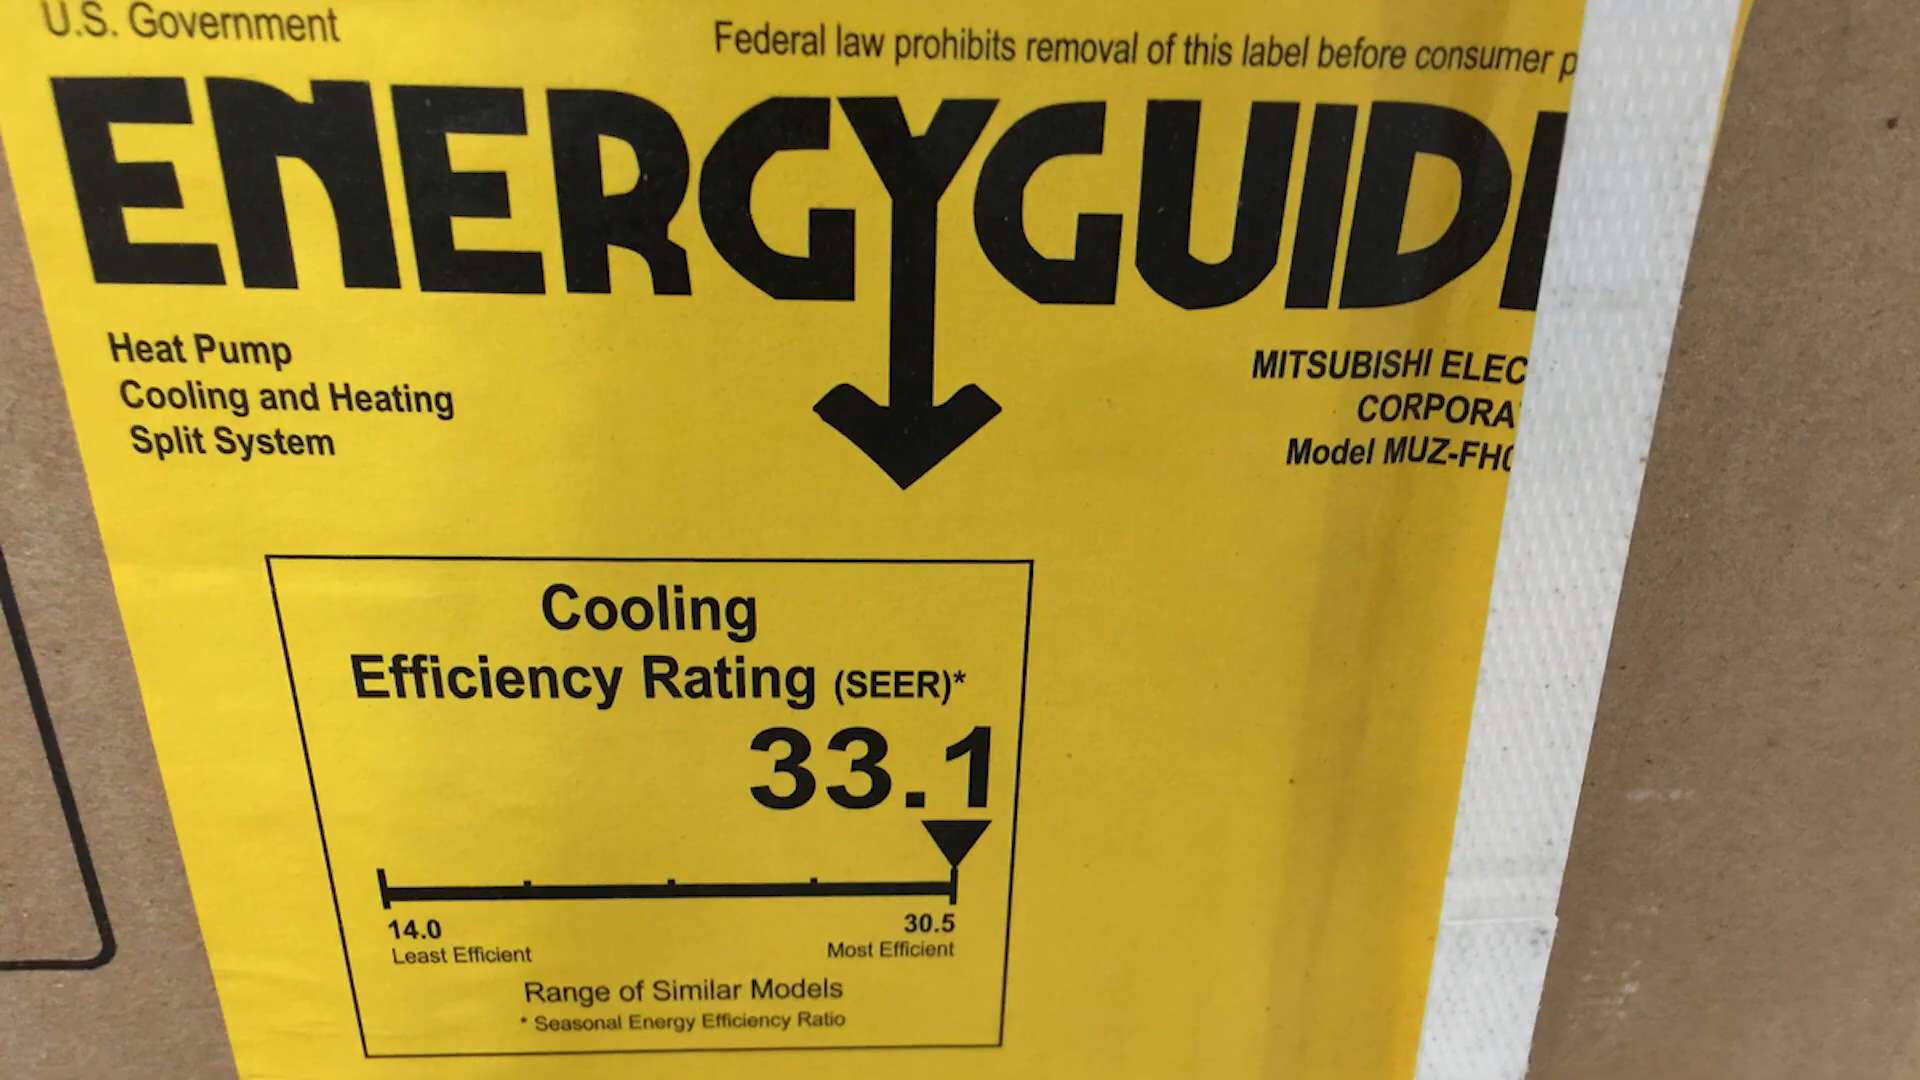 U.S. Government
Federal law prohibits removal of this label before consumer p
ENERGYGUIDE
Heat Pump
Cooling and Heating
Split System
MITSUBISHI ELEC
CORPORA
Model MUZ-FH
Cooling
Efficiency Rating (SEER)*
33.1
14.0
30.5
Least Efficient
Most Efficient
Range of Similar Models
* Seasonal Energy Efficiency Ratio